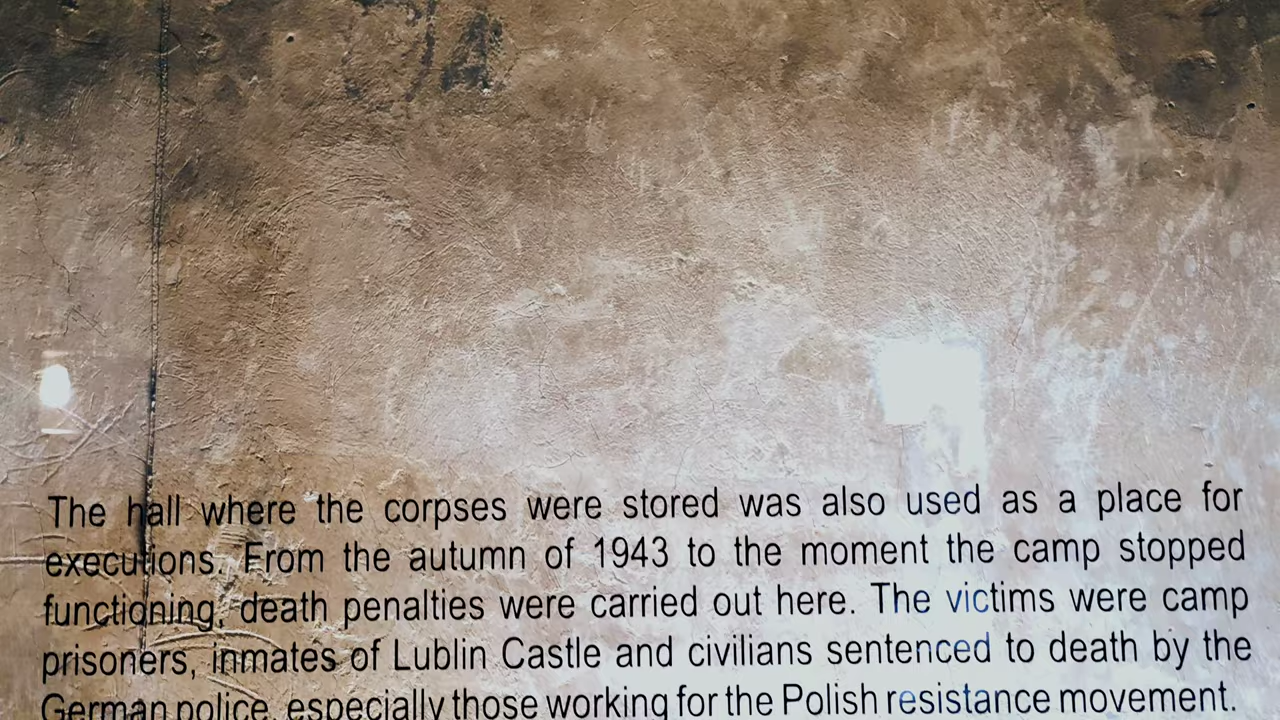 The hall where the corpses were stored was also used as a place for
executions. From the autumn of 1943 to the moment the camp stopped
functioning, death penalties were carried out here. The victims were camp
prisoners, inmates of Lublin Castle and civilians sentenced to death by the
German police, especially those working for the Polish resistance movement.